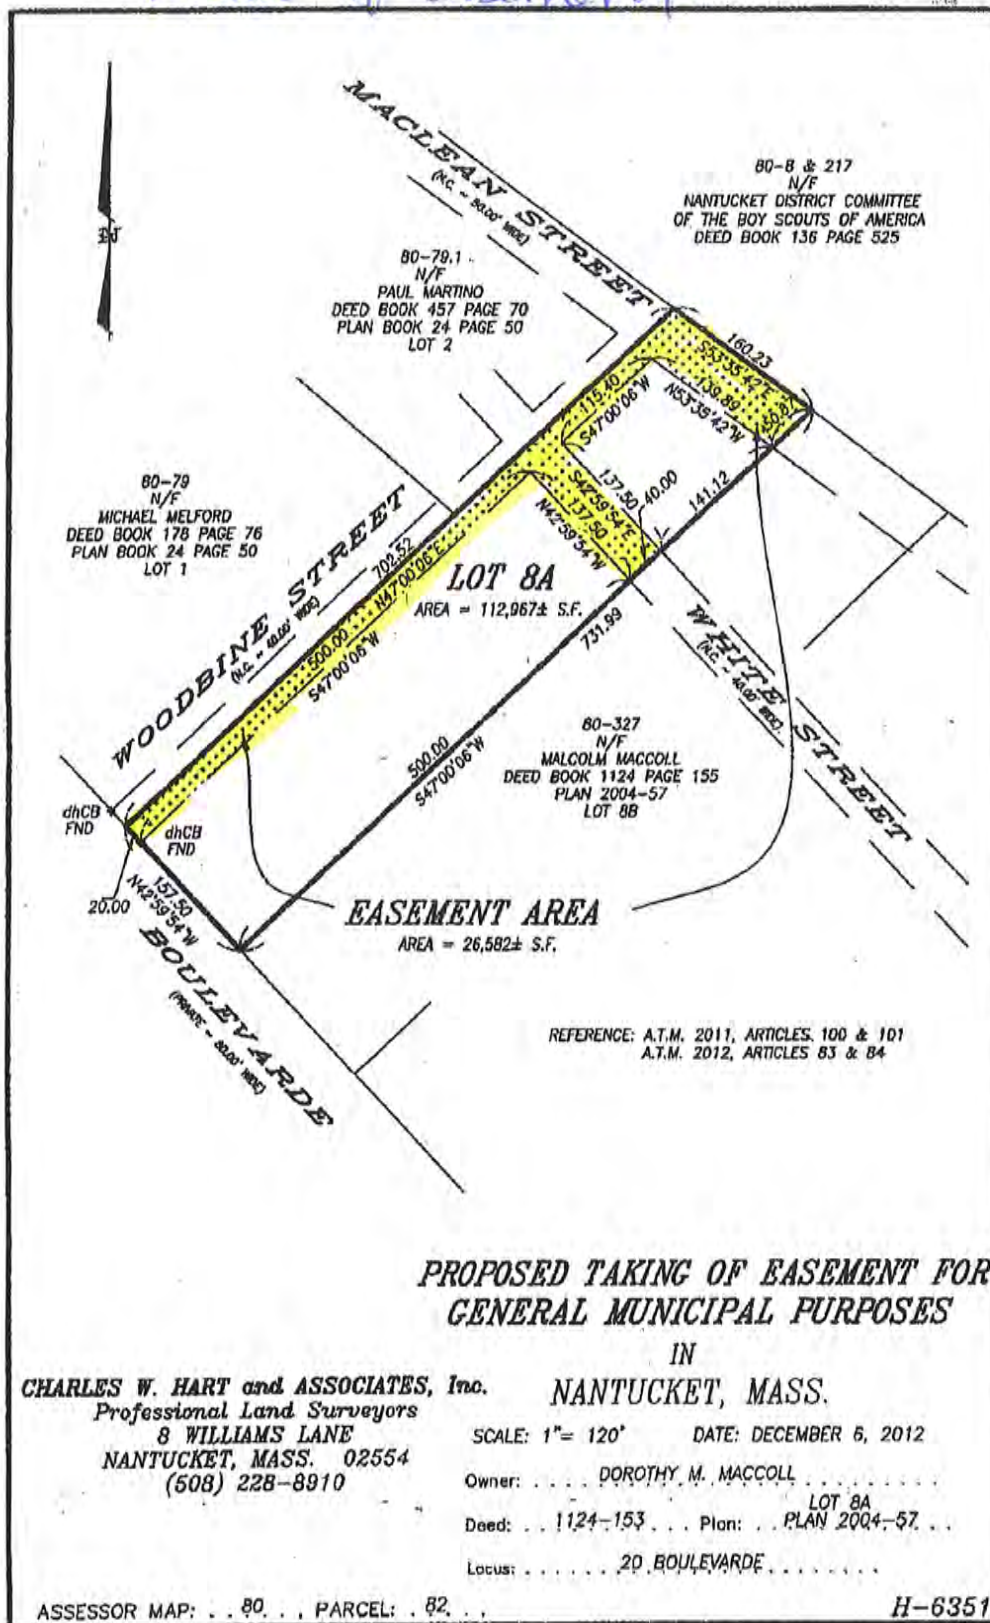 MACLEAN STREET
(N.C. ~ 80.00' WIDE)
80-8 & 217
N/F
NANTUCKET DISTRICT COMMITTEE
OF THE BOY SCOUTS OF AMERICA
DEED BOOK 136 PAGE 525
80-79.1
N/F
PAUL MARTINO
DEED BOOK 457 PAGE 70
PLAN BOOK 24 PAGE 50
LOT 2
160.23
S53°35'42"E
139.89
N53°35'42"W
115.40
S47°00'06"W
137.50
40.00
141.12
S42°59'54"E
137.50
N42°59'54"W
80-79
N/F
MICHAEL MELFORD
DEED BOOK 178 PAGE 76
PLAN BOOK 24 PAGE 50
LOT 1
WOODBINE STREET
(N.C. ~ 40.00' WIDE)
702.52
N47°00'06"E
500.00
S47°00'06"W
LOT 8A
AREA = 112,967± S.F.
731.99
WHITE STREET
(N.C. ~ 40.00' WIDE)
500.00
S47°00'06"W
80-327
N/F
MALCOLM MACCOLL
DEED BOOK 1124 PAGE 155
PLAN 2004-57
LOT 8B
dhCB
FND
dhCB
FND
20.00
157.50
N42°59'54"W
EASEMENT AREA
AREA = 26,582± S.F.
BOULEVARDE
(PRIVATE ~ 80.00' WIDE)
REFERENCE: A.T.M. 2011, ARTICLES. 100 & 101
A.T.M. 2012, ARTICLES 83 & 84
PROPOSED TAKING OF EASEMENT FOR
GENERAL MUNICIPAL PURPOSES
IN
NANTUCKET, MASS.
CHARLES W. HART and ASSOCIATES, Inc.
Professional Land Surveyors
8 WILLIAMS LANE
NANTUCKET, MASS. 02554
(508) 228-8910
SCALE: 1"= 120' DATE: DECEMBER 6, 2012
Owner: . . . . DOROTHY M. MACCOLL . . . . . . . . .
LOT 8A
Deed: . . 1124-153 . . . Plan: . . PLAN 2004-57 . . .
Locus: . . . . . . 20 BOULEVARDE . . . . . . . .
ASSESSOR MAP: . . 80. . . , PARCEL: . 82. . .
H-6351